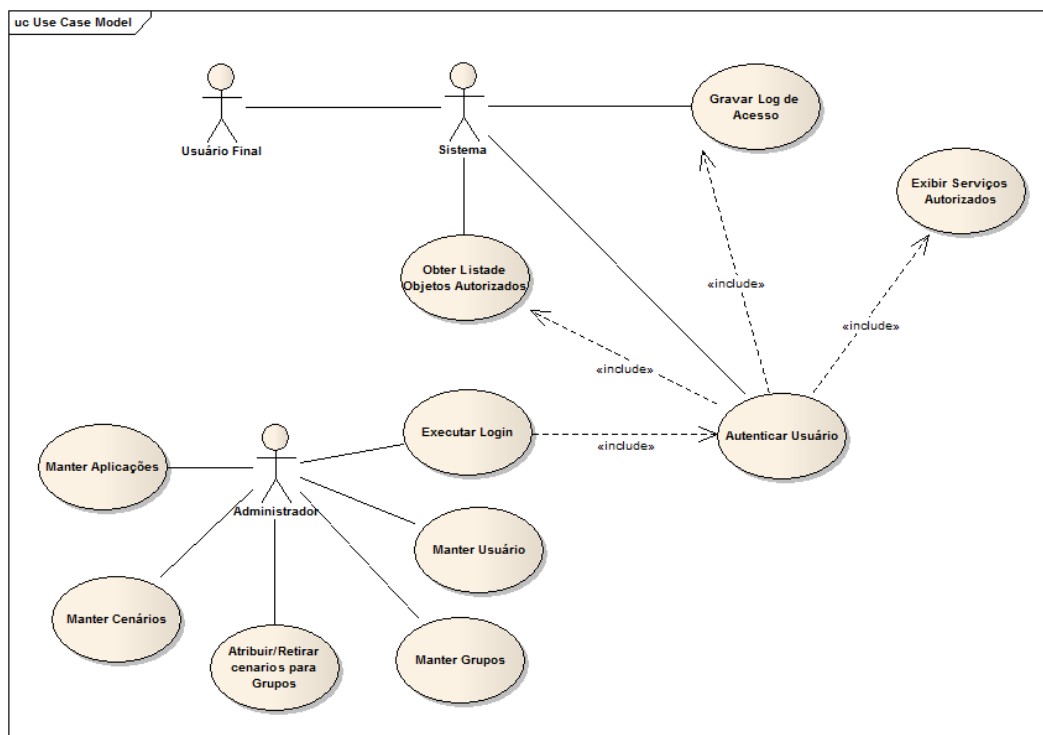 uc Use Case Model
Usuário Final
Sistema
Gravar Log de
Acesso
Exibir Serviços
Autorizados
Obter Listade
Objetos Autorizados
«include»
«include»
«include»
Executar Login
«include»
Autenticar Usuário
Manter Aplicações
Administrador
Manter Usuário
Manter Cenários
Atribuir/Retirar
cenarios para
Grupos
Manter Grupos